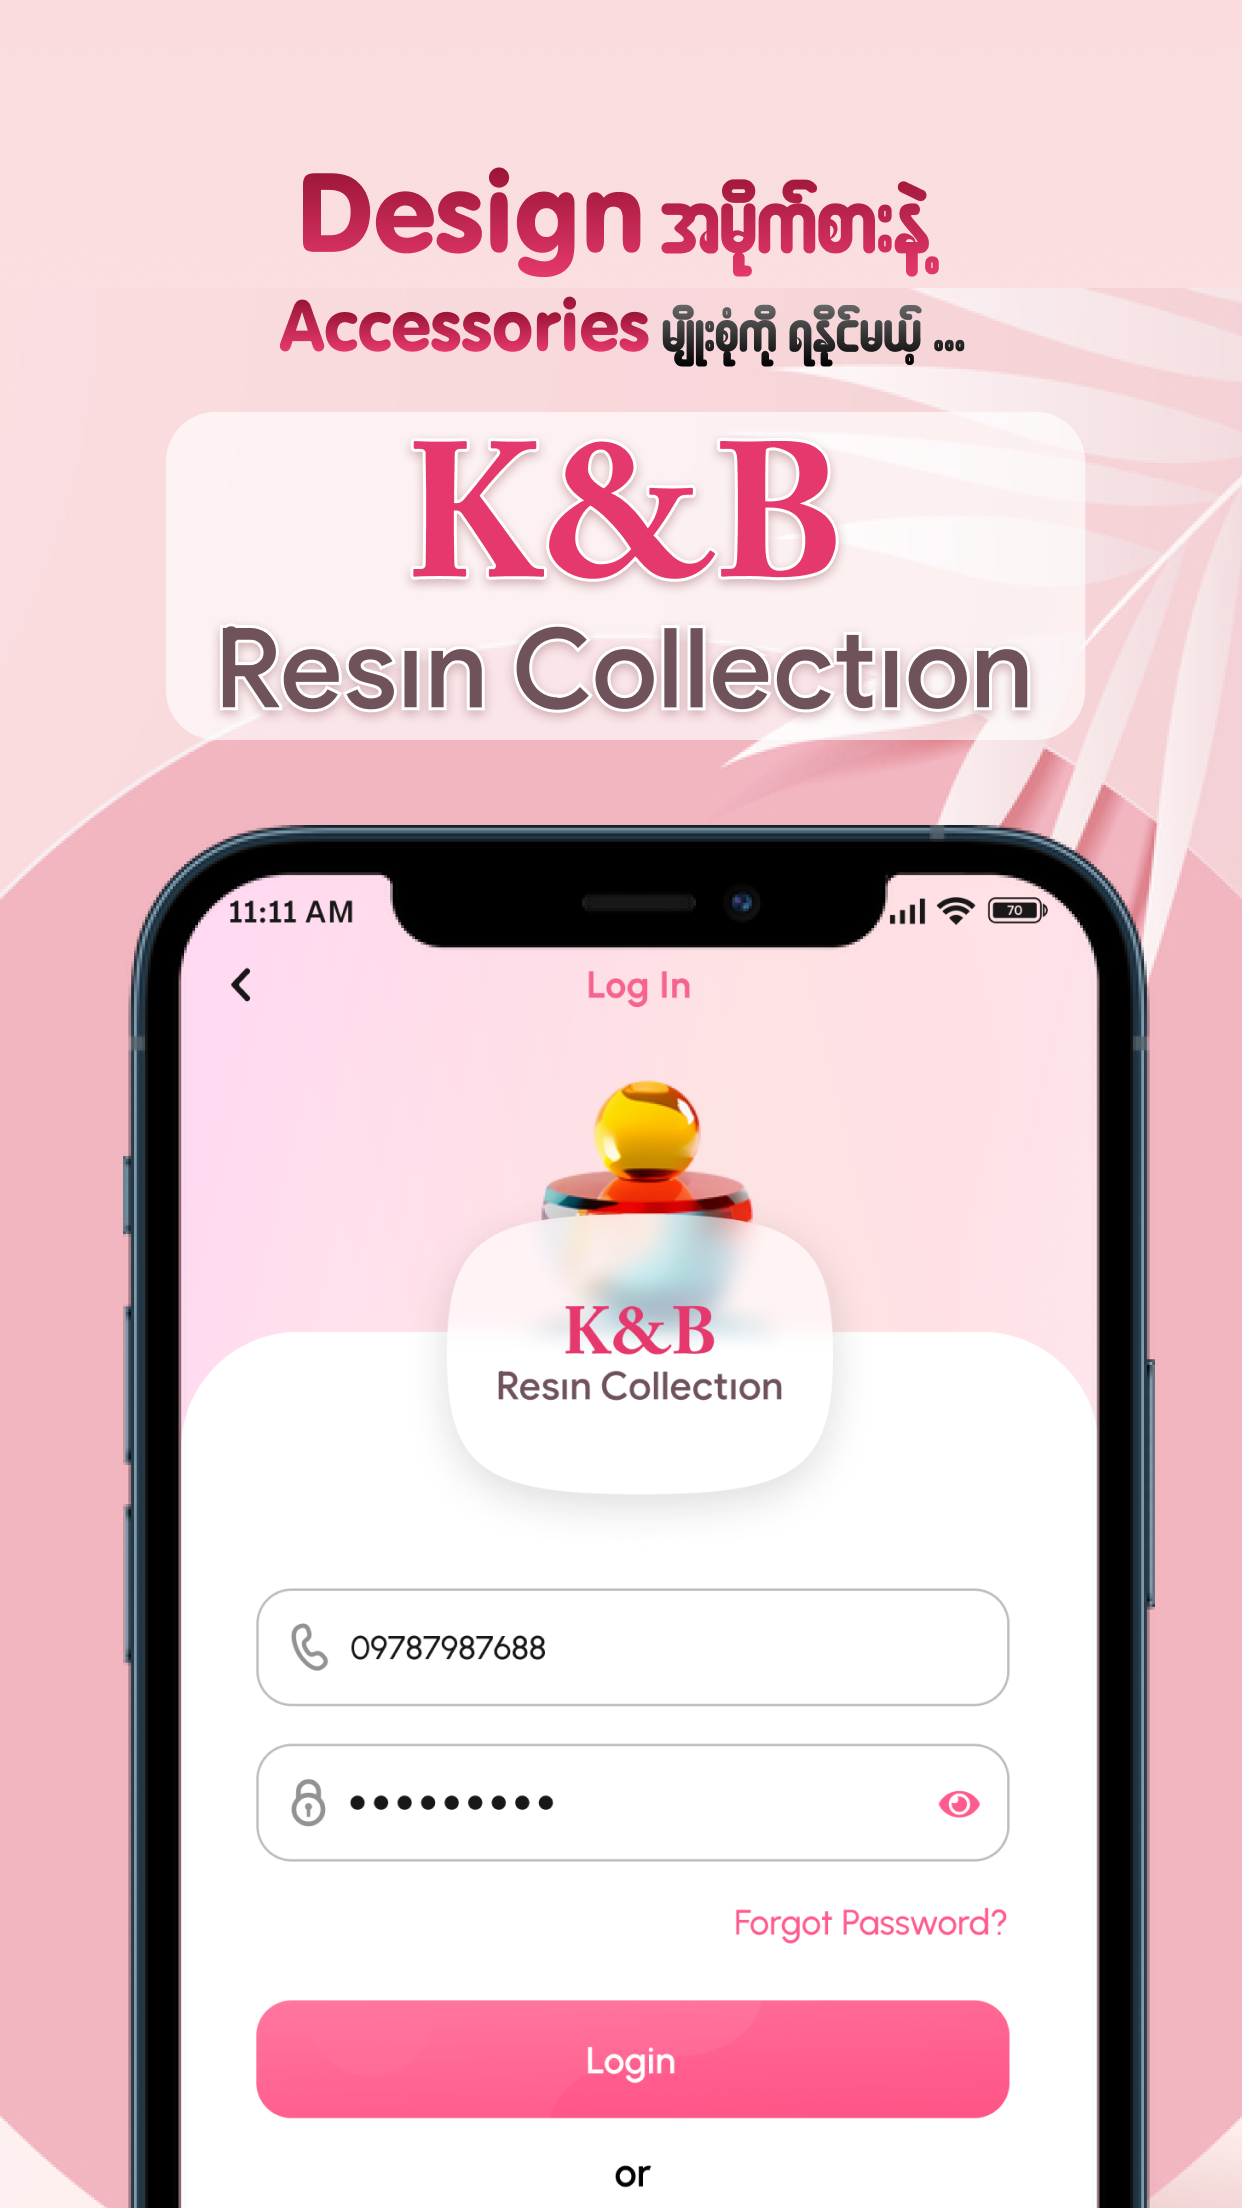 Design အမိုက်စားနဲ့
Accessories မျိုးစုံကို ရနိုင်မယ့် ...
K&B
Resin Collection
11:11 AM
70
Log In
K&B
Resin Collection
09787987688
•••••••••
Forgot Password?
Login
or